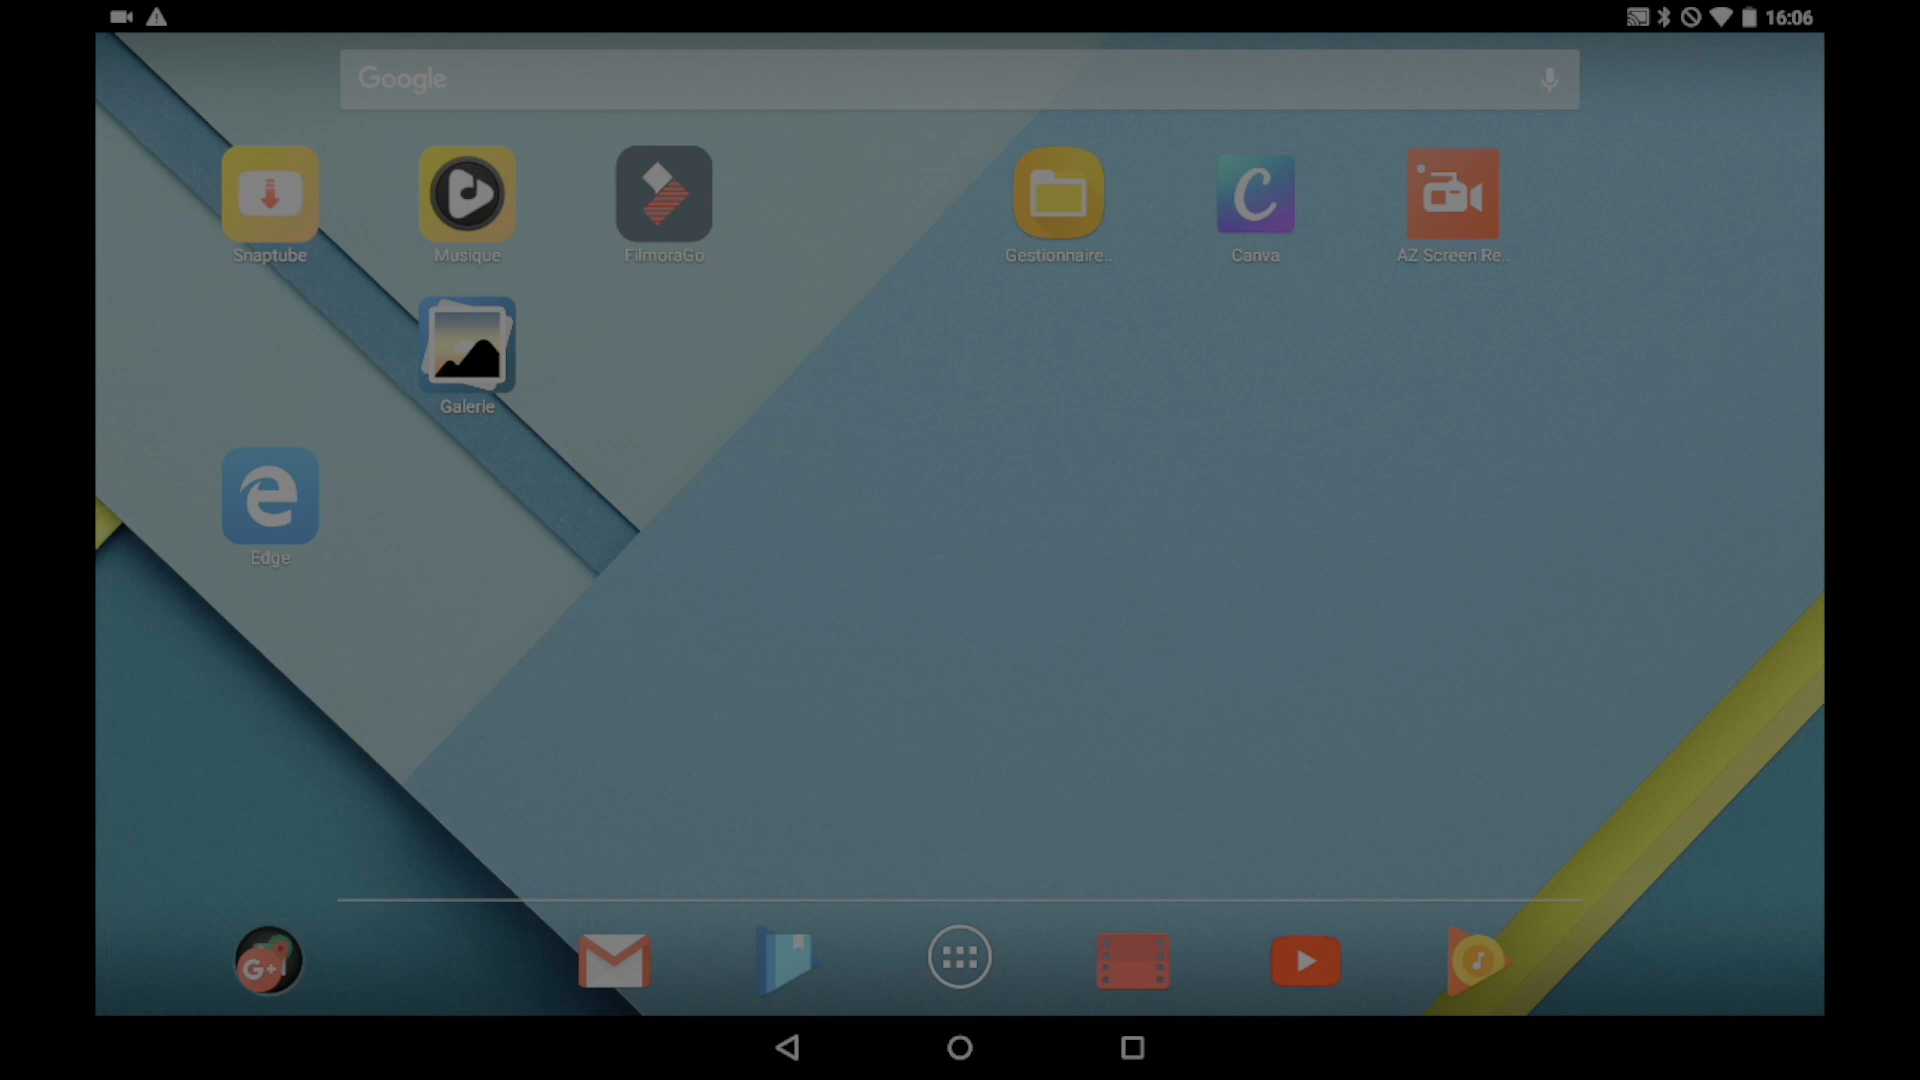 16:06
Google
Snaptube
Musique
FilmoraGo
Gestionnaire..
Canva
AZ Screen Re..
Galerie
Edge
G+